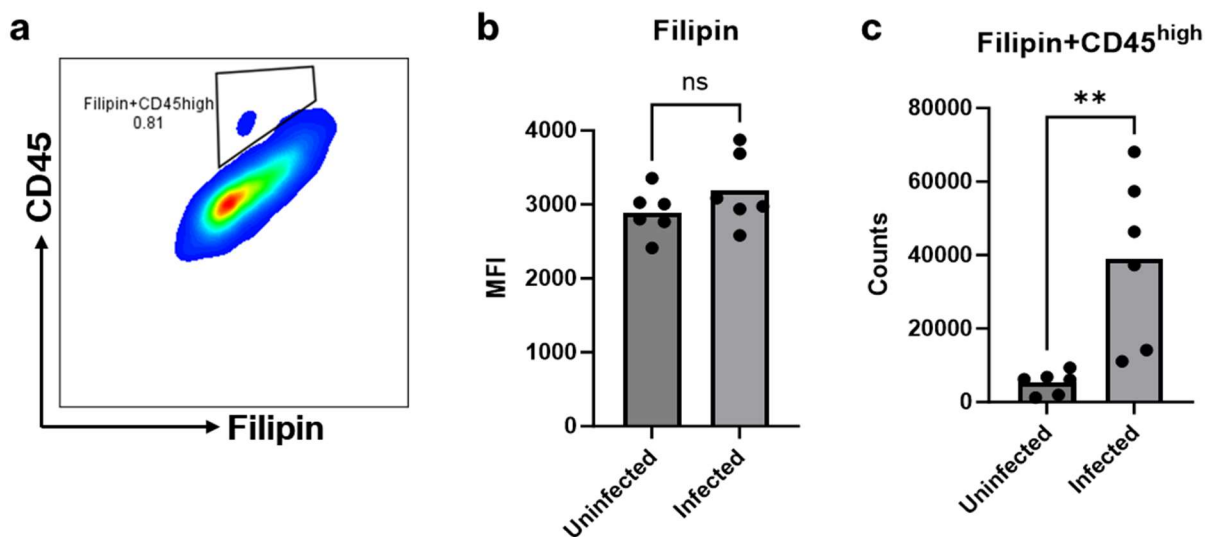 a
Filipin+CD45high
0.81
CD45
Filipin
b
Filipin
ns
4000
3000
2000
1000
0
MFI
Uninfected
Infected
c
Filipin+CD45high
**
80000
60000
40000
20000
0
Counts
Uninfected
Infected